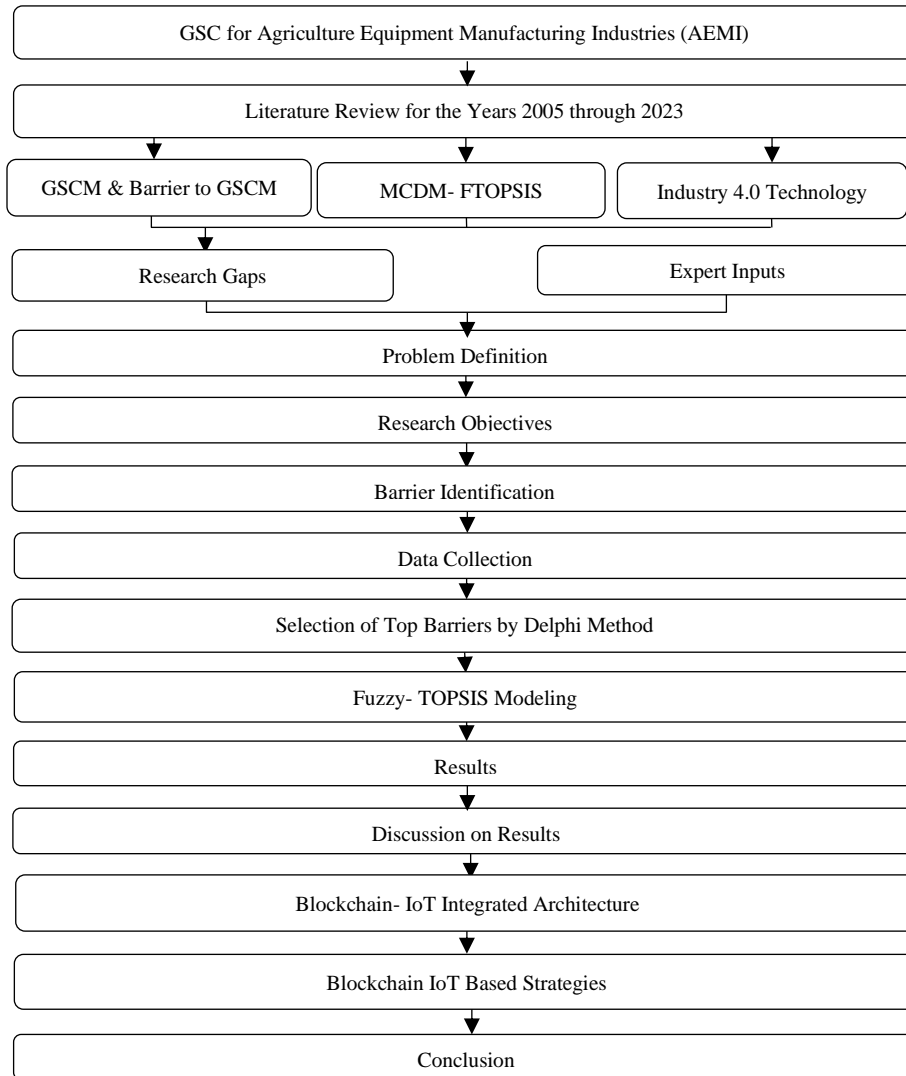 GSC for Agriculture Equipment Manufacturing Industries (AEMI)
Literature Review for the Years 2005 through 2023
GSCM & Barrier to GSCM
MCDM- FTOPSIS
Industry 4.0 Technology
Research Gaps
Expert Inputs
Problem Definition
Research Objectives
Barrier Identification
Data Collection
Selection of Top Barriers by Delphi Method
Fuzzy- TOPSIS Modeling
Results
Discussion on Results
Blockchain- IoT Integrated Architecture
Blockchain IoT Based Strategies
Conclusion